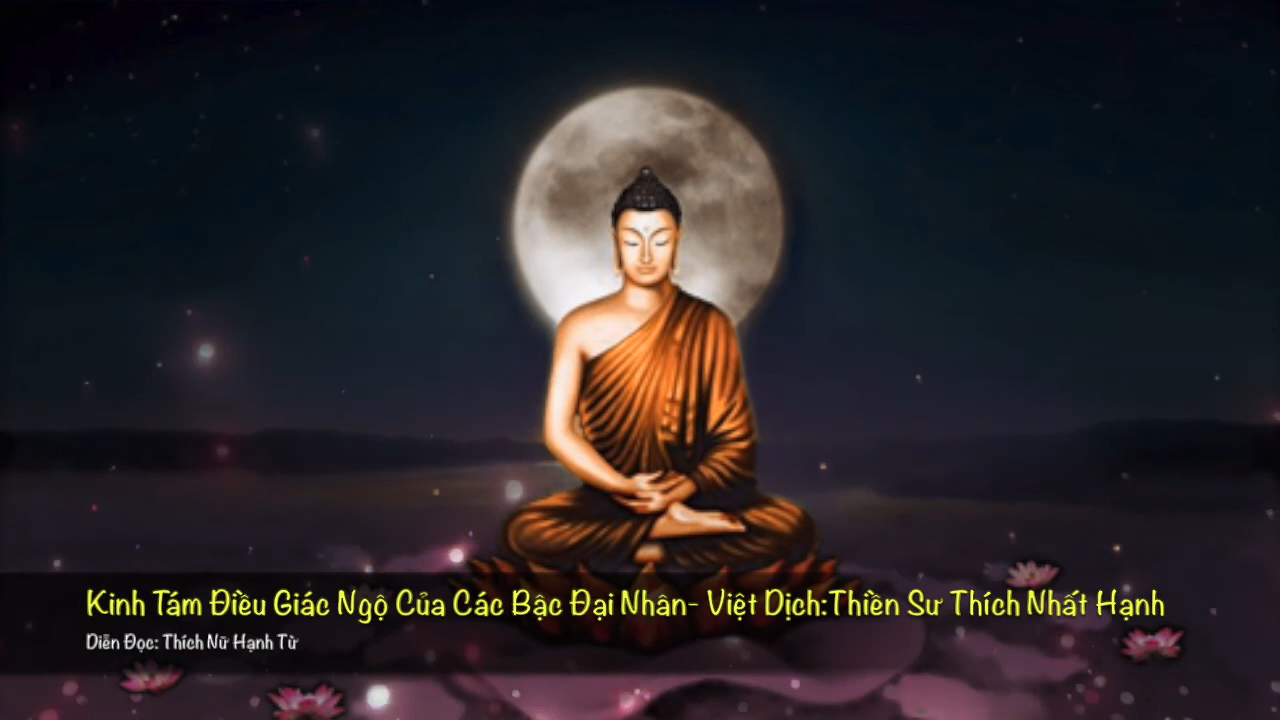 Kinh Tám Điều Giác Ngộ Của Các Bậc Đại Nhân- Việt Dịch:Thiền Sư Thích Nhất Hạnh
Diễn Đọc: Thích Nữ Hạnh Từ